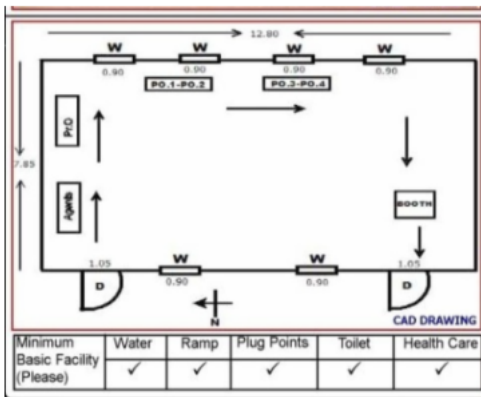 12.80
W W W W
0.90 0.90 0.90 0.90
PO.1-PO.2 PO.3-PO.4
Pr.O
7.85
Agents
BOOTH
1.05 W W 1.05
D 0.90 0.90 D
N
CAD DRAWING
Minimum Basic Facility (Please) Water Ramp Plug Points Toilet Health Care
✓ ✓ ✓ ✓ ✓